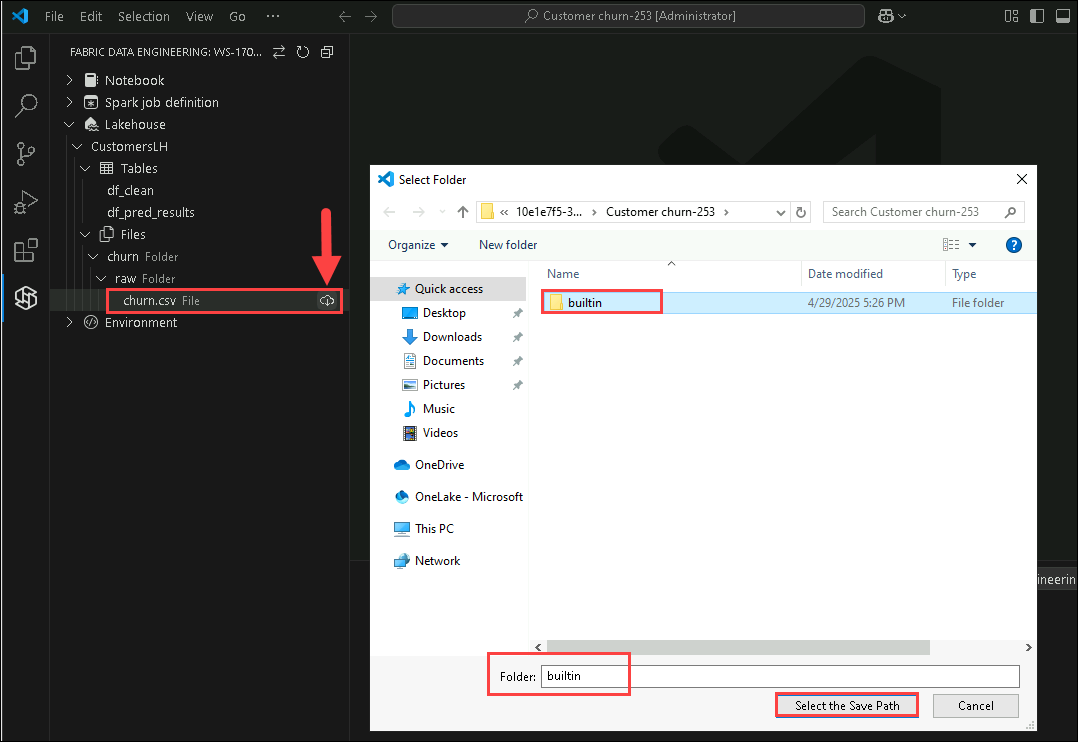 File Edit Selection View Go ··· Customer churn-253 [Administrator]
FABRIC DATA ENGINEERING: WS-170...
Notebook
Spark job definition
Lakehouse
CustomersLH
Tables
df_clean
df_pred_results
Files
churn Folder
raw Folder
churn.csv File
Environment
Select Folder
« 10e1e7f5-3... › Customer churn-253 › Search Customer churn-253
Organize New folder
Name Date modified Type
Quick access
Desktop
Downloads
Documents
Pictures
Music
Videos
OneDrive
OneLake - Microsoft
This PC
Network
builtin 4/29/2025 5:26 PM File folder
ineerin
Folder: builtin
Select the Save Path Cancel